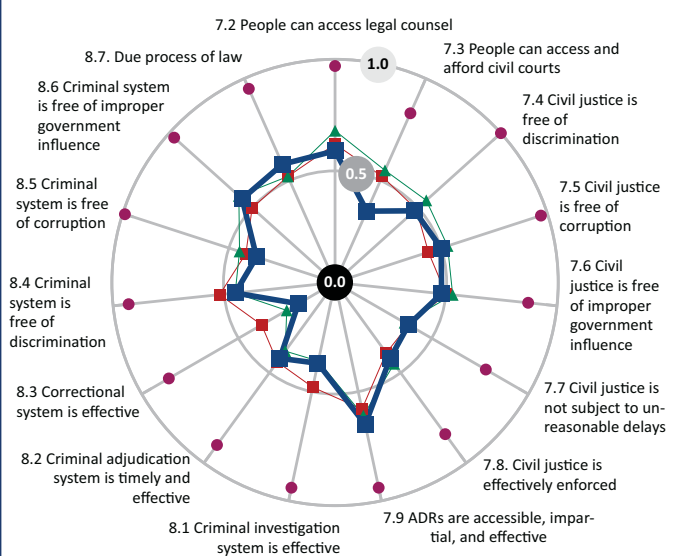 7.2 People can access legal counsel
1.0
7.3 People can access and
afford civil courts
7.4 Civil justice is
free of
discrimination
7.5 Civil justice
is free of
corruption
7.6 Civil
justice is free
of improper
government
influence
7.7 Civil justice is
not subject to un-
reasonable delays
7.8. Civil justice is
effectively enforced
7.9 ADRs are accessible, impar-
tial, and effective
8.1 Criminal investigation
system is effective
8.2 Criminal adjudication
system is timely and
effective
8.3 Correctional
system is effective
8.4 Criminal
system is
free of
discrimination
8.5 Criminal
system is free
of corruption
8.6 Criminal system
is free of improper
government
influence
8.7. Due process of law
0.5
0.0